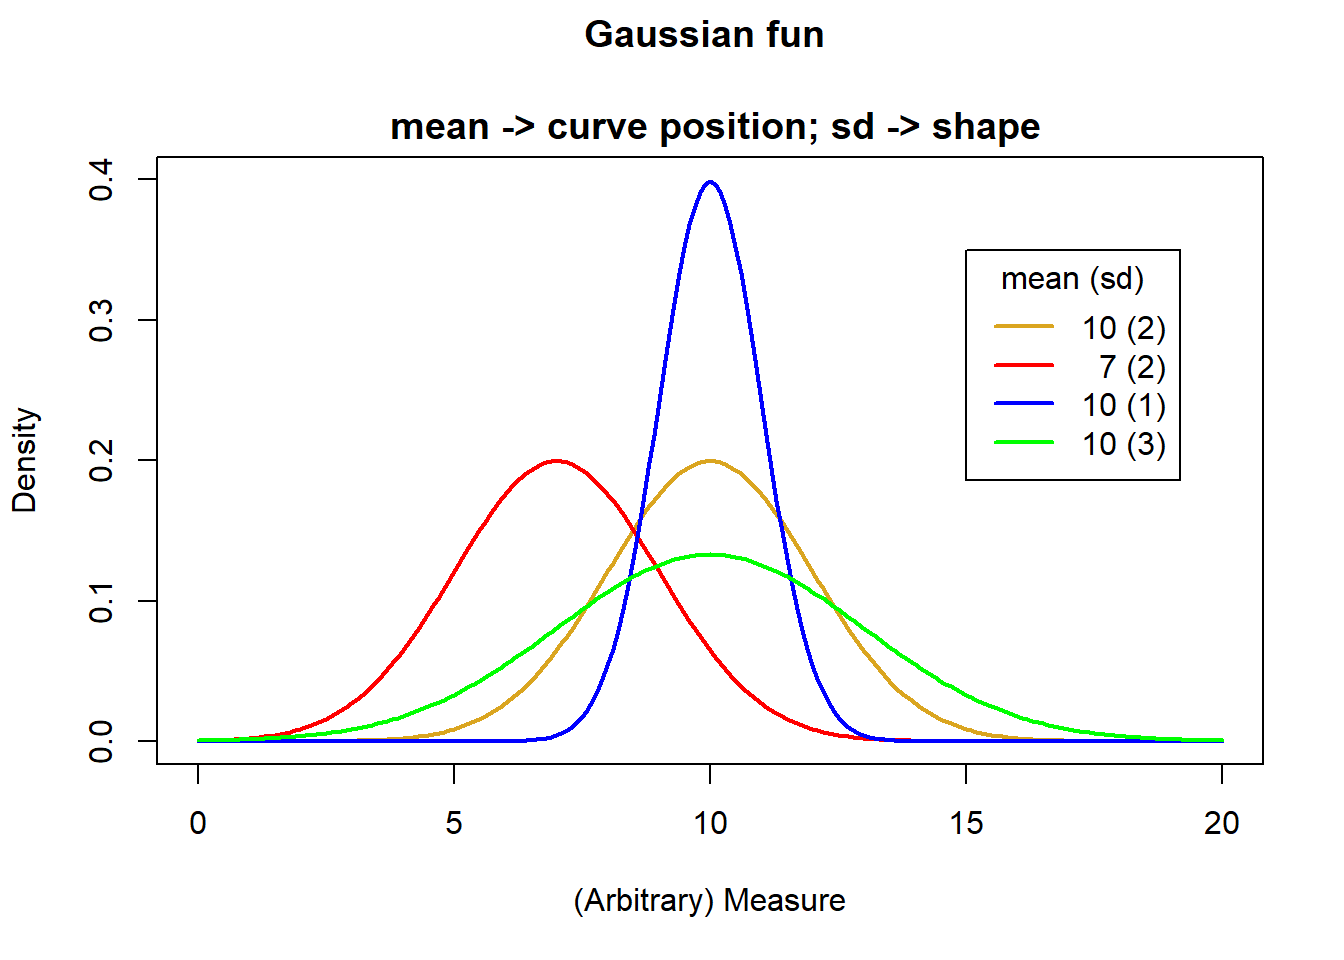 Gaussian fun
mean -> curve position; sd -> shape
0.4
0.3
0.2
0.1
0.0
Density
mean (sd)
10 (2)
7 (2)
10 (1)
10 (3)
0 5 10 15 20
(Arbitrary) Measure